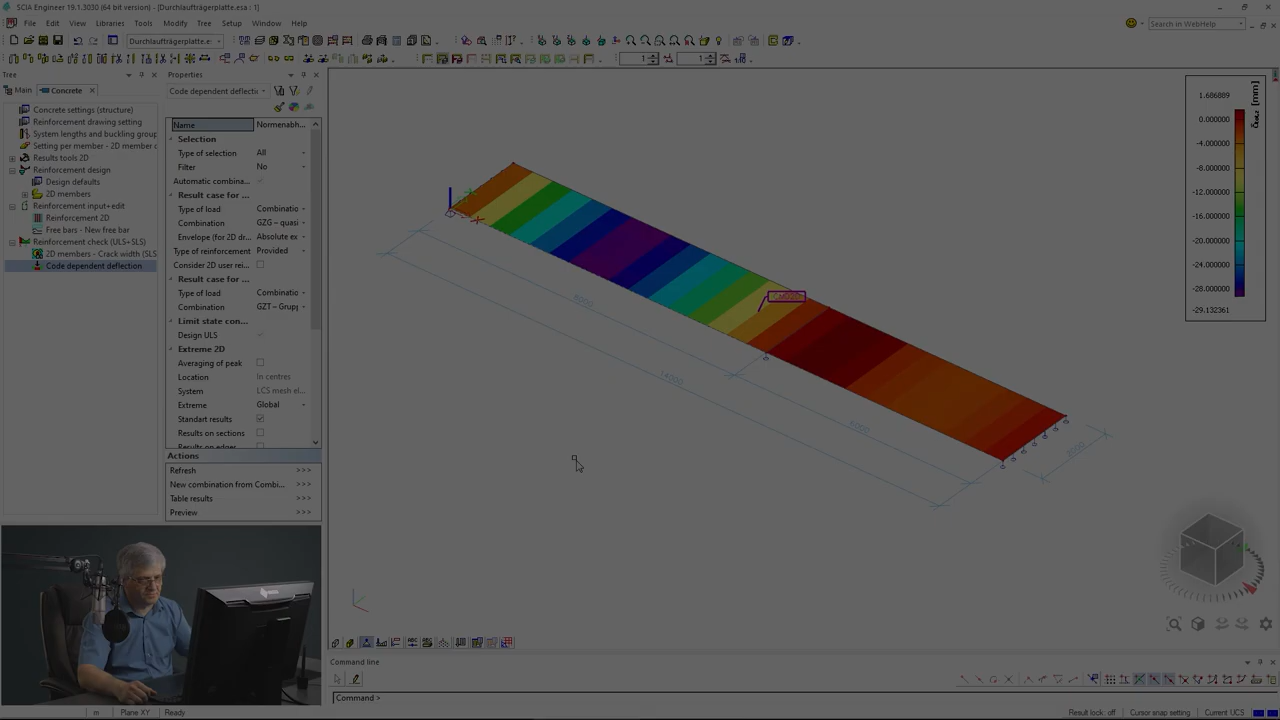 SCIA Engineer 19.1.3030 (64 bit version) - [Durchlaufträgerplatte.esa : 1]
File Edit View Libraries Tools Modify Tree Setup Window Help
Search in WebHelp
Durchlaufträgerplatte.e:
1 1
Tree
Main Concrete
Concrete settings (structure)
Reinforcement drawing setting
System lengths and buckling group
Setting per member - 2D member d
Results tools 2D
Reinforcement design
Design defaults
2D members
Reinforcement input+edit
Reinforcement 2D
Free bars - New free bar
Reinforcement check (ULS+SLS)
2D members - Crack width (SLS
Code dependent deflection
Properties
Code dependent deflecti
Name Normenabh
Selection
Type of selection All
Filter No
Automatic combina...
Result case for ...
Type of load Combinatio
Combination GZG – quasi
Envelope (for 2D dr... Absolute ex
Type of reinforcement Provided
Consider 2D user rei...
Result case for ...
Type of load Combinatio
Combination GZT – Grupp
Limit state con...
Design ULS
Extreme 2D
Averaging of peak
Location In centres
System LCS mesh el
Extreme Global
Standart results
Results on sections
Results on edges
Actions
Refresh >>>
New combination from Combi... >>>
Table results >>>
Preview >>>
14000
6000
2000
1.686889
0.000000
-4.000000
-8.000000
-12.000000
-16.000000
-20.000000
-24.000000
-28.000000
-29.132361
[mm]
Command line
Command >
m Plane XY Ready
Result lock: off Cursor snap setting Current UCS